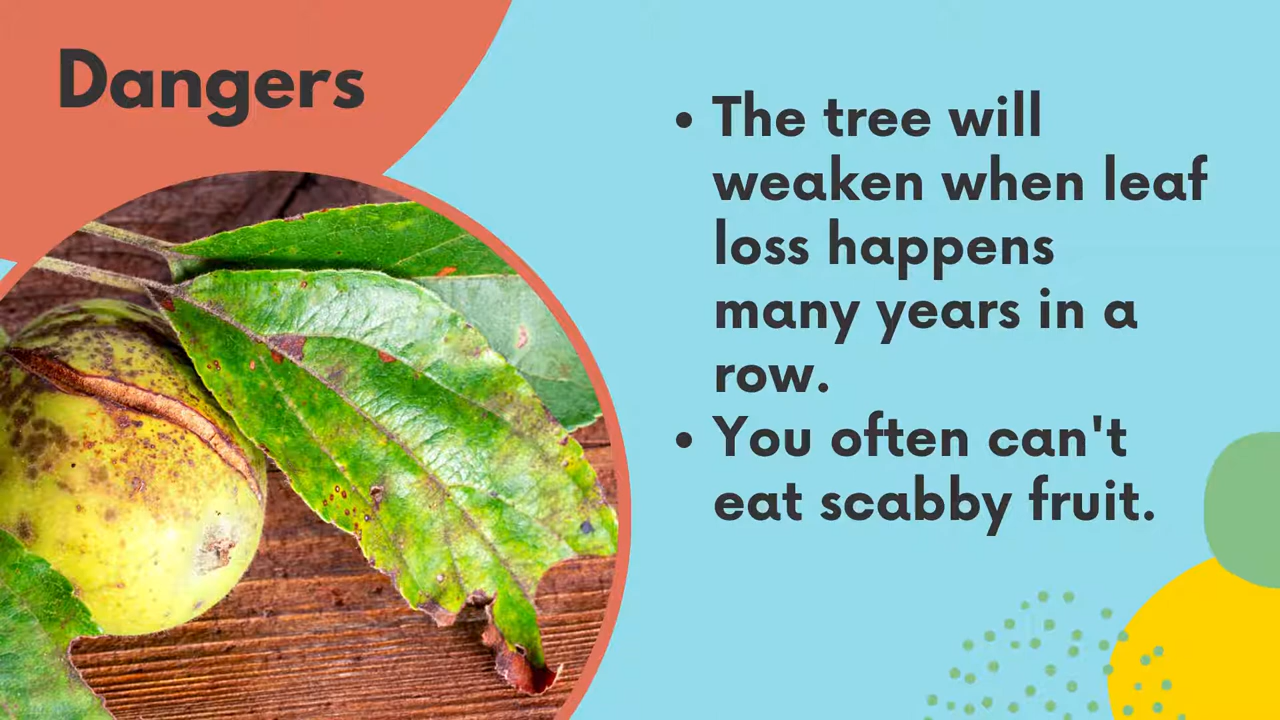 Dangers
• The tree will
weaken when leaf
loss happens
many years in a
row.
• You often can't
eat scabby fruit.